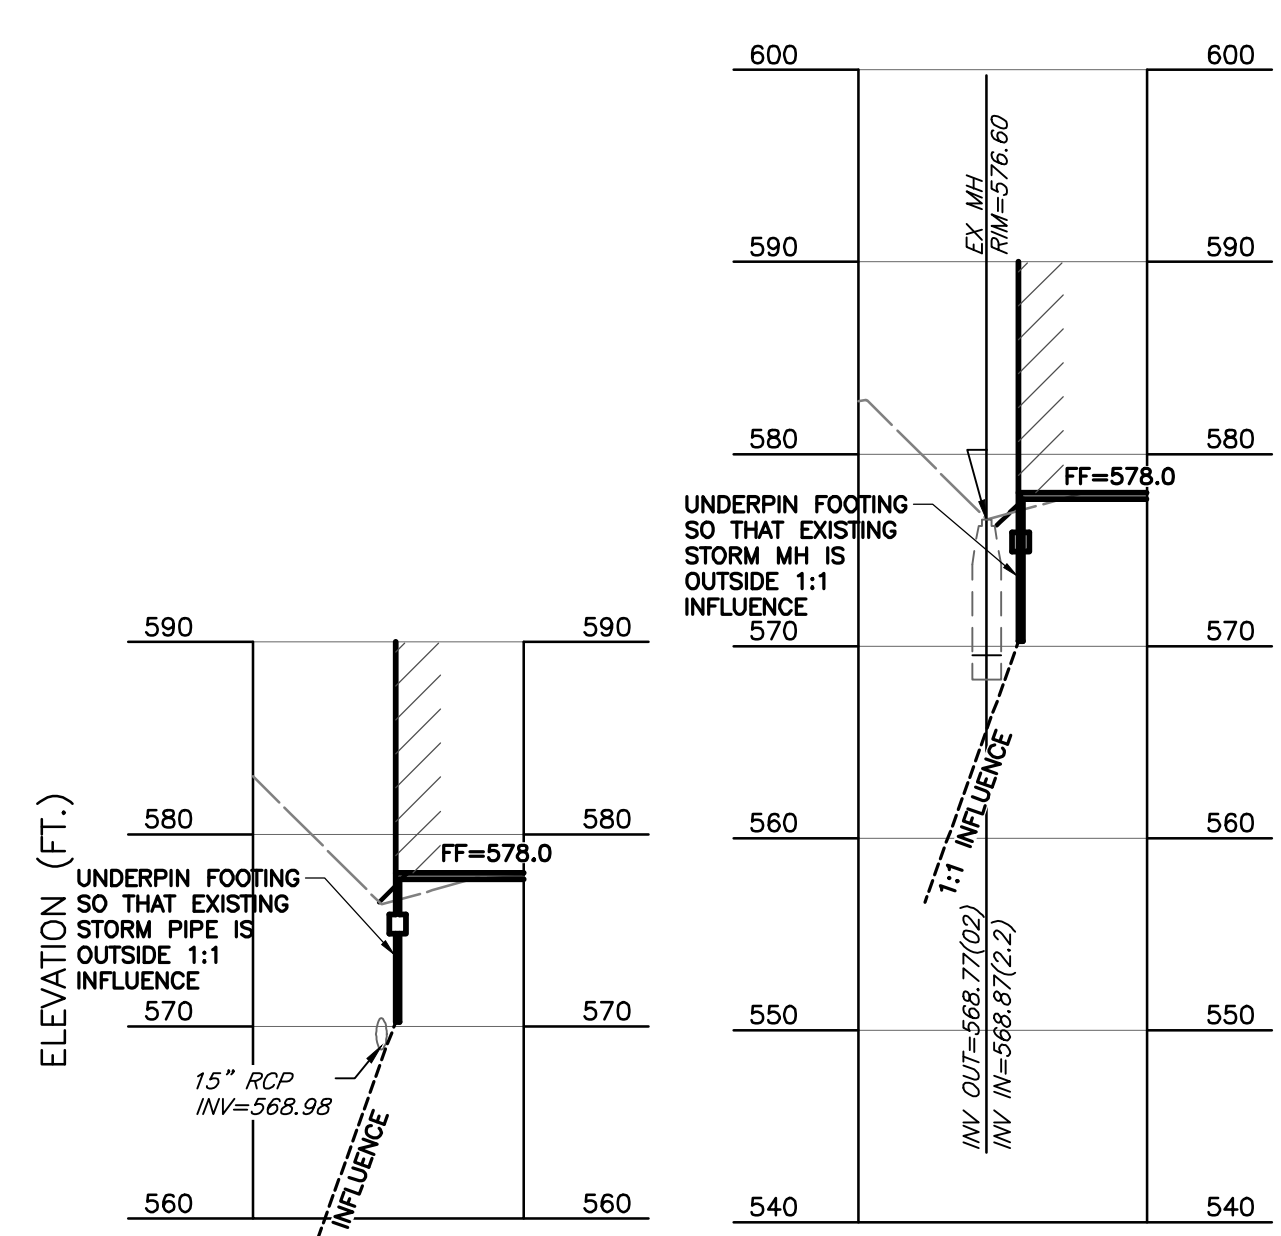 600
600
EX MH
RIM=576.60
590
590
580
580
FF=578.0
UNDERPIN FOOTING
SO THAT EXISTING
STORM MH IS
OUTSIDE 1:1
INFLUENCE
570
570
1:1 INFLUENCE
560
560
INV OUT=568.77(02)
INV IN=568.87(2.2)
550
550
540
540
ELEVATION (FT.)
590
590
580
580
FF=578.0
UNDERPIN FOOTING
SO THAT EXISTING
STORM PIPE IS
OUTSIDE 1:1
INFLUENCE
570
570
15" RCP
INV=568.98
INFLUENCE
560
560